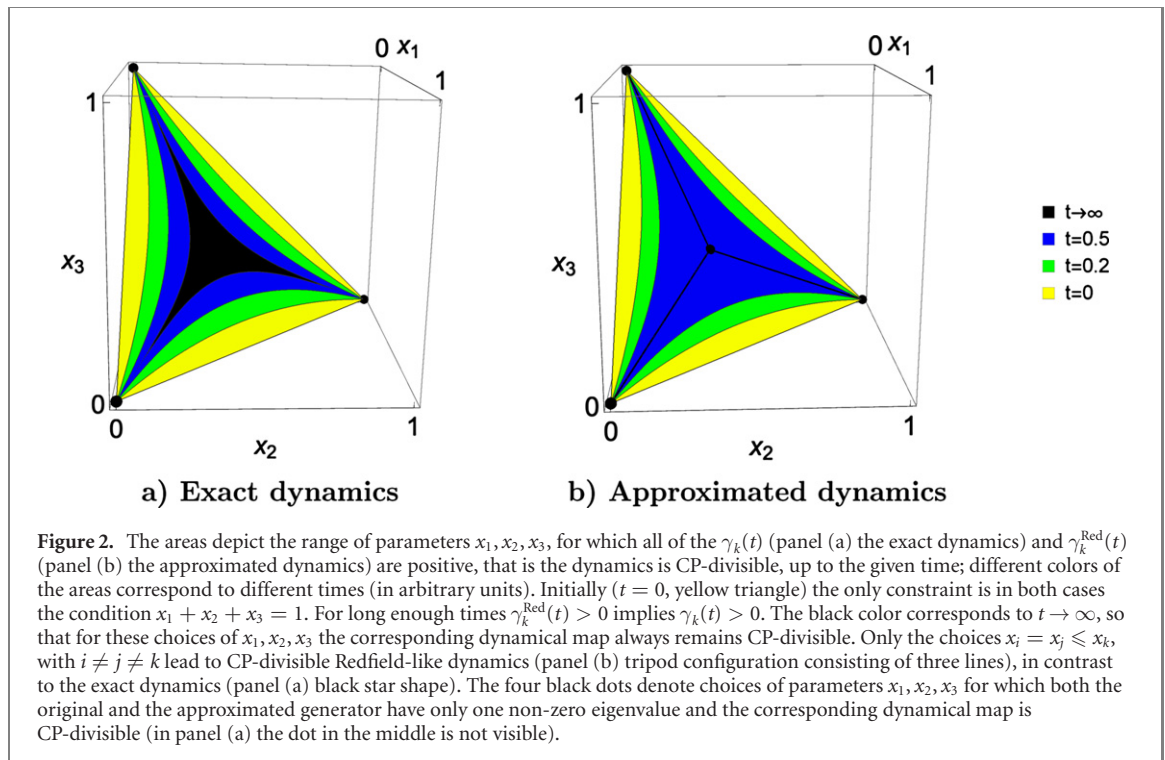 0 x₁
1
1
x₃
0
0
x₂
1
a) Exact dynamics
0 x₁
1
1
x₃
0
0
x₂
1
b) Approximated dynamics
t→∞
t=0.5
t=0.2
t=0
Figure 2. The areas depict the range of parameters x₁, x₂, x₃, for which all of the γₖ(t) (panel (a) the exact dynamics) and γₖᴿᵉᵈ(t)
(panel (b) the approximated dynamics) are positive, that is the dynamics is CP-divisible, up to the given time; different colors of
the areas correspond to different times (in arbitrary units). Initially (t = 0, yellow triangle) the only constraint is in both cases
the condition x₁ + x₂ + x₃ = 1. For long enough times γₖᴿᵉᵈ(t) > 0 implies γₖ(t) > 0. The black color corresponds to t → ∞, so
that for these choices of x₁, x₂, x₃ the corresponding dynamical map always remains CP-divisible. Only the choices xᵢ = xⱼ ⩽ xₖ,
with i ≠ j ≠ k lead to CP-divisible Redfield-like dynamics (panel (b) tripod configuration consisting of three lines), in contrast
to the exact dynamics (panel (a) black star shape). The four black dots denote choices of parameters x₁, x₂, x₃ for which both the
original and the approximated generator have only one non-zero eigenvalue and the corresponding dynamical map is
CP-divisible (in panel (a) the dot in the middle is not visible).